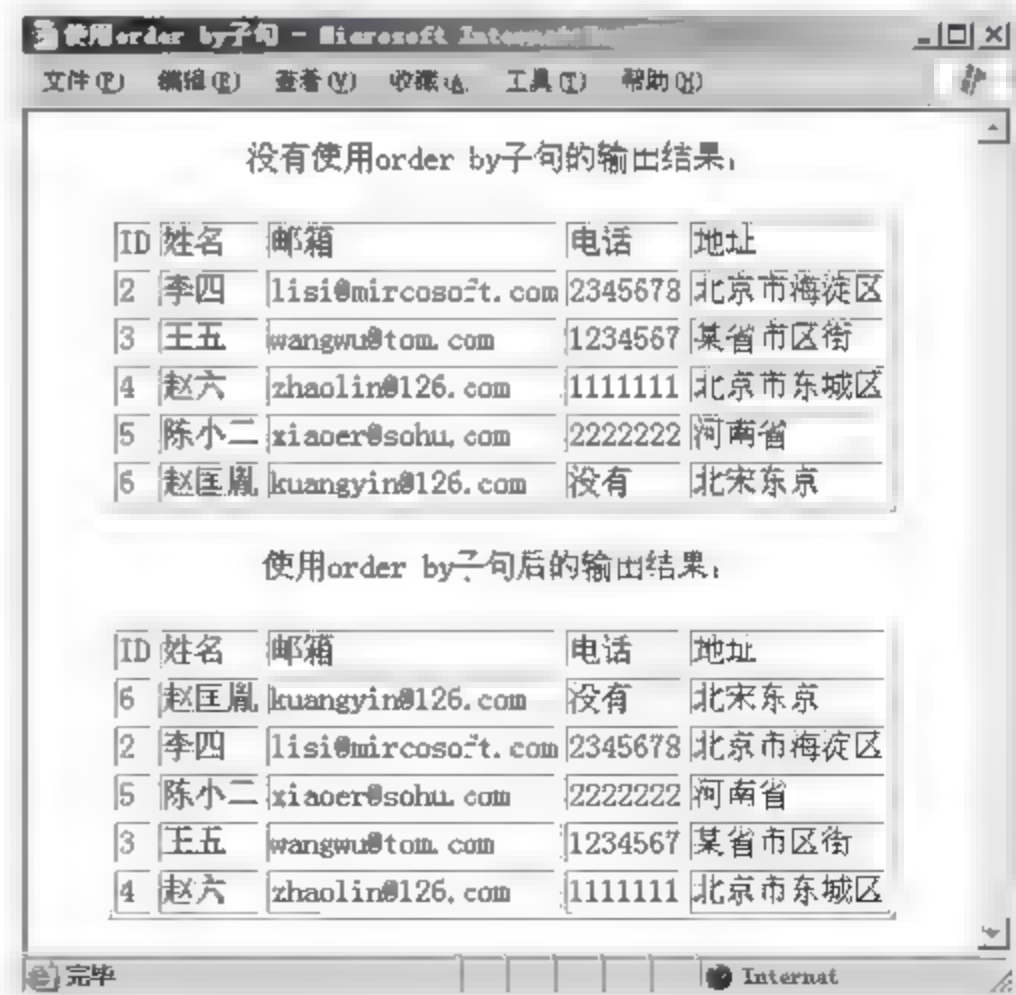 使用order by子句 - Microsoft Internet
文件(F) 编辑(E) 查看(V) 收藏(A) 工具(T) 帮助(H)
没有使用order by子句的输出结果:
ID 姓名 邮箱 电话 地址
2 李四 lisi@mircosoft.com 2345678 北京市海淀区
3 王五 wangwu@tom.com 1234567 某省市区街
4 赵六 zhaolin@126.com 1111111 北京市东城区
5 陈小二 xiaoer@sohu.com 2222222 河南省
6 赵匡胤 kuangyin@126.com 没有 北宋东京
使用order by子句后的输出结果:
ID 姓名 邮箱 电话 地址
6 赵匡胤 kuangyin@126.com 没有 北宋东京
2 李四 lisi@mircosoft.com 2345678 北京市海淀区
5 陈小二 xiaoer@sohu.com 2222222 河南省
3 王五 wangwu@tom.com 1234567 某省市区街
4 赵六 zhaolin@126.com 1111111 北京市东城区
完毕 Internat